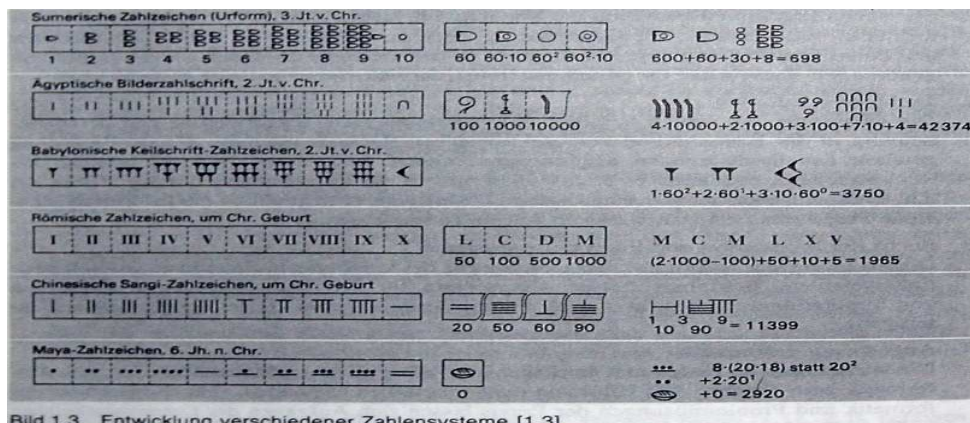 Sumerische Zahlzeichen (Urform), 3. Jt. v. Chr.
1 2 3 4 5 6 7 8 9 10 60 60·10 60² 60²·10 600+60+30+8=698
Ägyptische Bilderzahlschrift, 2. Jt. v. Chr.
100 1000 10000 4·10000+2·1000+3·100+7·10+4=42374
Babylonische Keilschrift-Zahlzeichen, 2. Jt. v. Chr.
1·60²+2·60¹+3·10·60⁰=3750
Römische Zahlzeichen, um Chr. Geburt
I II III IV V VI VII VIII IX X L C D M M C M L X V
50 100 500 1000 (2·1000−100)+50+10+5=1965
Chinesische Sangi-Zahlzeichen, um Chr. Geburt
20 50 60 90 1 10 3 90 9 = 11399
Maya-Zahlzeichen, 6. Jh. n. Chr.
8·(20·18) statt 20²
+2·20¹
0 +0=2920
Bild 1.3 Entwicklung verschiedener Zahlensysteme [1.3]